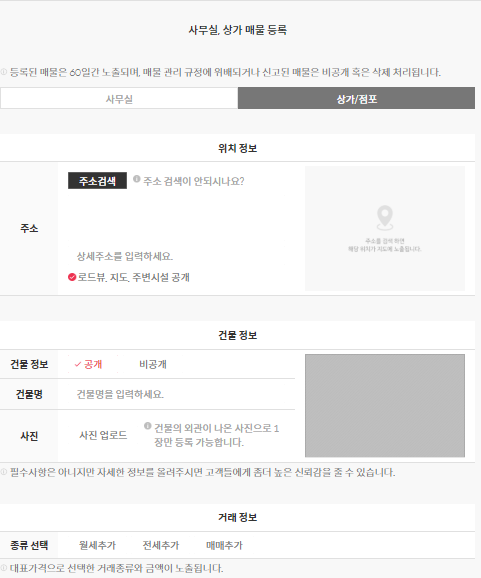 사무실, 상가 매물 등록
등록된 매물은 60일간 노출되며, 매물 관리 규정에 위배되거나 신고된 매물은 비공개 혹은 삭제 처리됩니다.
사무실 상가/점포
위치 정보
주소
주소검색 주소 검색이 안되시나요?
상세주소를 입력하세요.
로드뷰, 지도, 주변시설 공개
주소를 검색 하면
해당 위치가 지도에 노출됩니다.
건물 정보
건물 정보 공개 비공개
건물명 건물명을 입력하세요.
사진 사진 업로드 건물의 외관이 나온 사진으로 1
장만 등록 가능합니다.
필수사항은 아니지만 자세한 정보를 올려주시면 고객들에게 좀더 높은 신뢰감을 줄 수 있습니다.
거래 정보
종류 선택 월세추가 전세추가 매매추가
대표가격으로 선택한 거래종류와 금액이 노출됩니다.